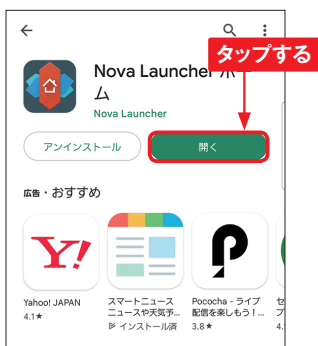 タップする
Nova Launcher ホ
ム
Nova Launcher
アンインストール
開く
広告・おすすめ
Y!
Yahoo! JAPAN
4.1★
スマートニュース
ニュースや天気予...
インストール済
Pococha - ライブ
配信を楽しもう！...
3.8★
セ
プ
4.